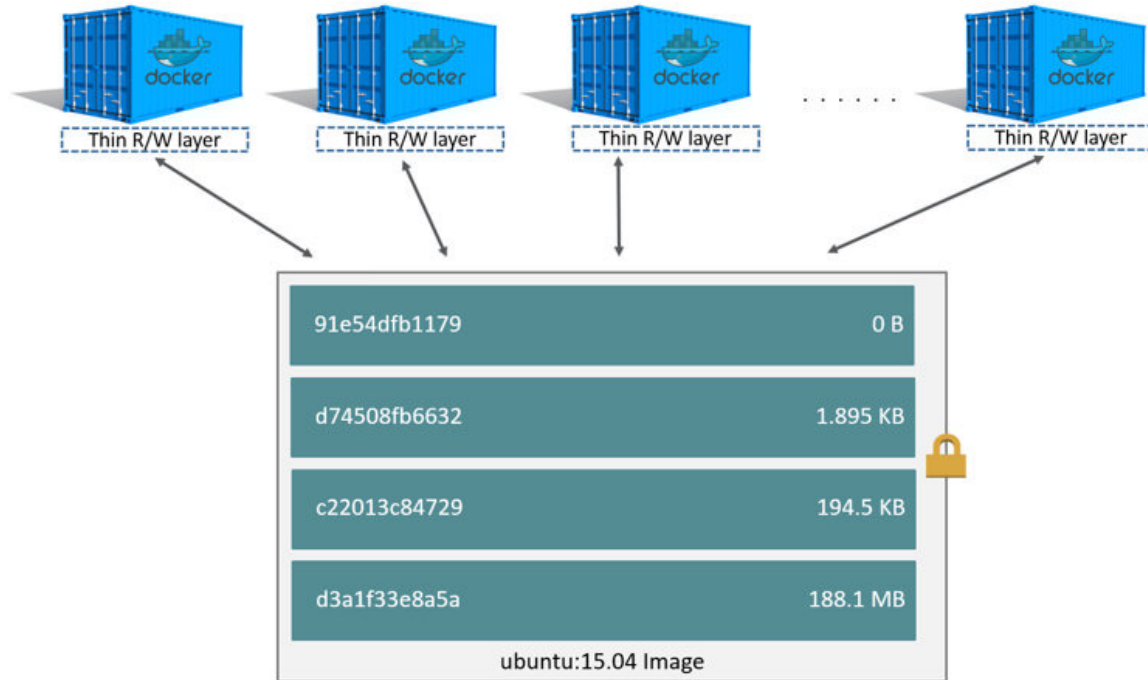 docker docker docker docker
Thin R/W layer Thin R/W layer Thin R/W layer . . . . . . Thin R/W layer
91e54dfb1179 0 B
d74508fb6632 1.895 KB
c22013c84729 194.5 KB
d3a1f33e8a5a 188.1 MB
ubuntu:15.04 Image